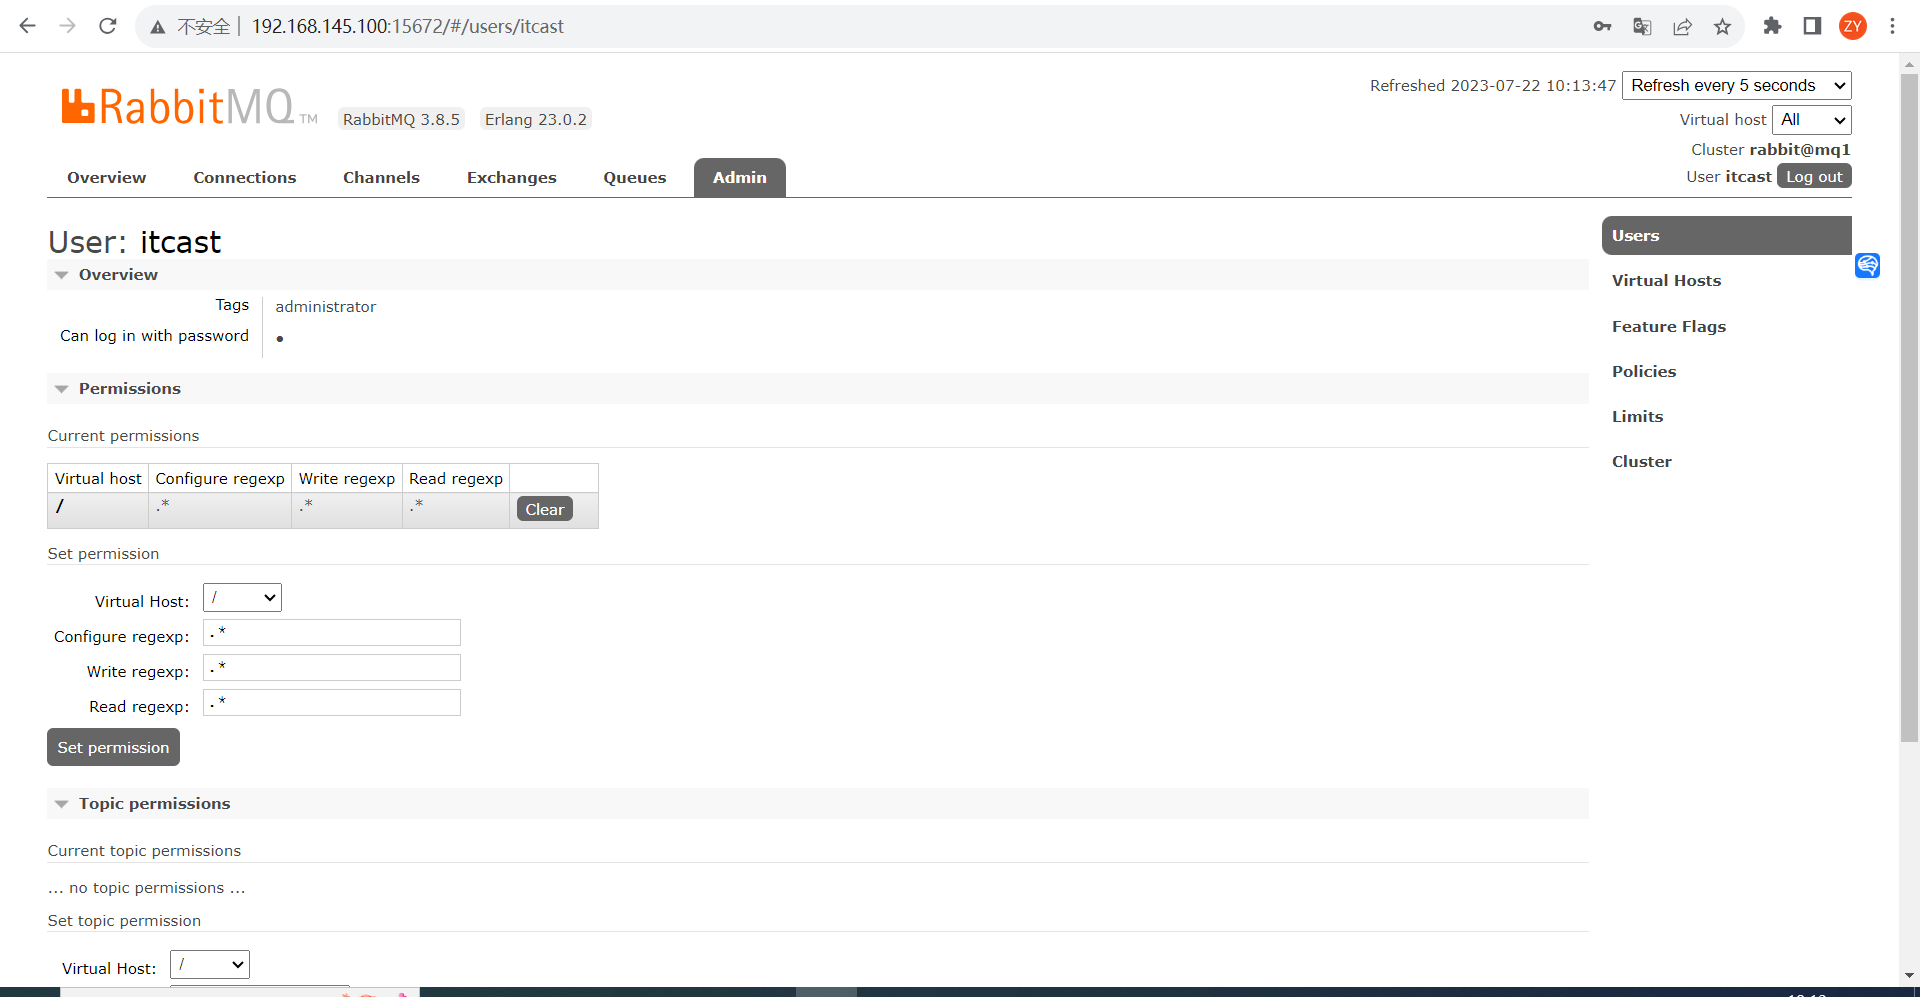 不安全 192.168.145.100:15672/#/users/itcast ZY
RabbitMQ TM RabbitMQ 3.8.5 Erlang 23.0.2
Refreshed 2023-07-22 10:13:47 Refresh every 5 seconds
Virtual host All
Cluster rabbit@mq1
User itcast Log out
Overview Connections Channels Exchanges Queues Admin
User: itcast
Overview
Tags administrator
Can log in with password ●
Permissions
Current permissions
Virtual host Configure regexp Write regexp Read regexp
/ .* .* .* Clear
Set permission
Virtual Host: /
Configure regexp: .*
Write regexp: .*
Read regexp: .*
Set permission
Topic permissions
Current topic permissions
... no topic permissions ...
Set topic permission
Virtual Host: /
Users
Virtual Hosts
Feature Flags
Policies
Limits
Cluster